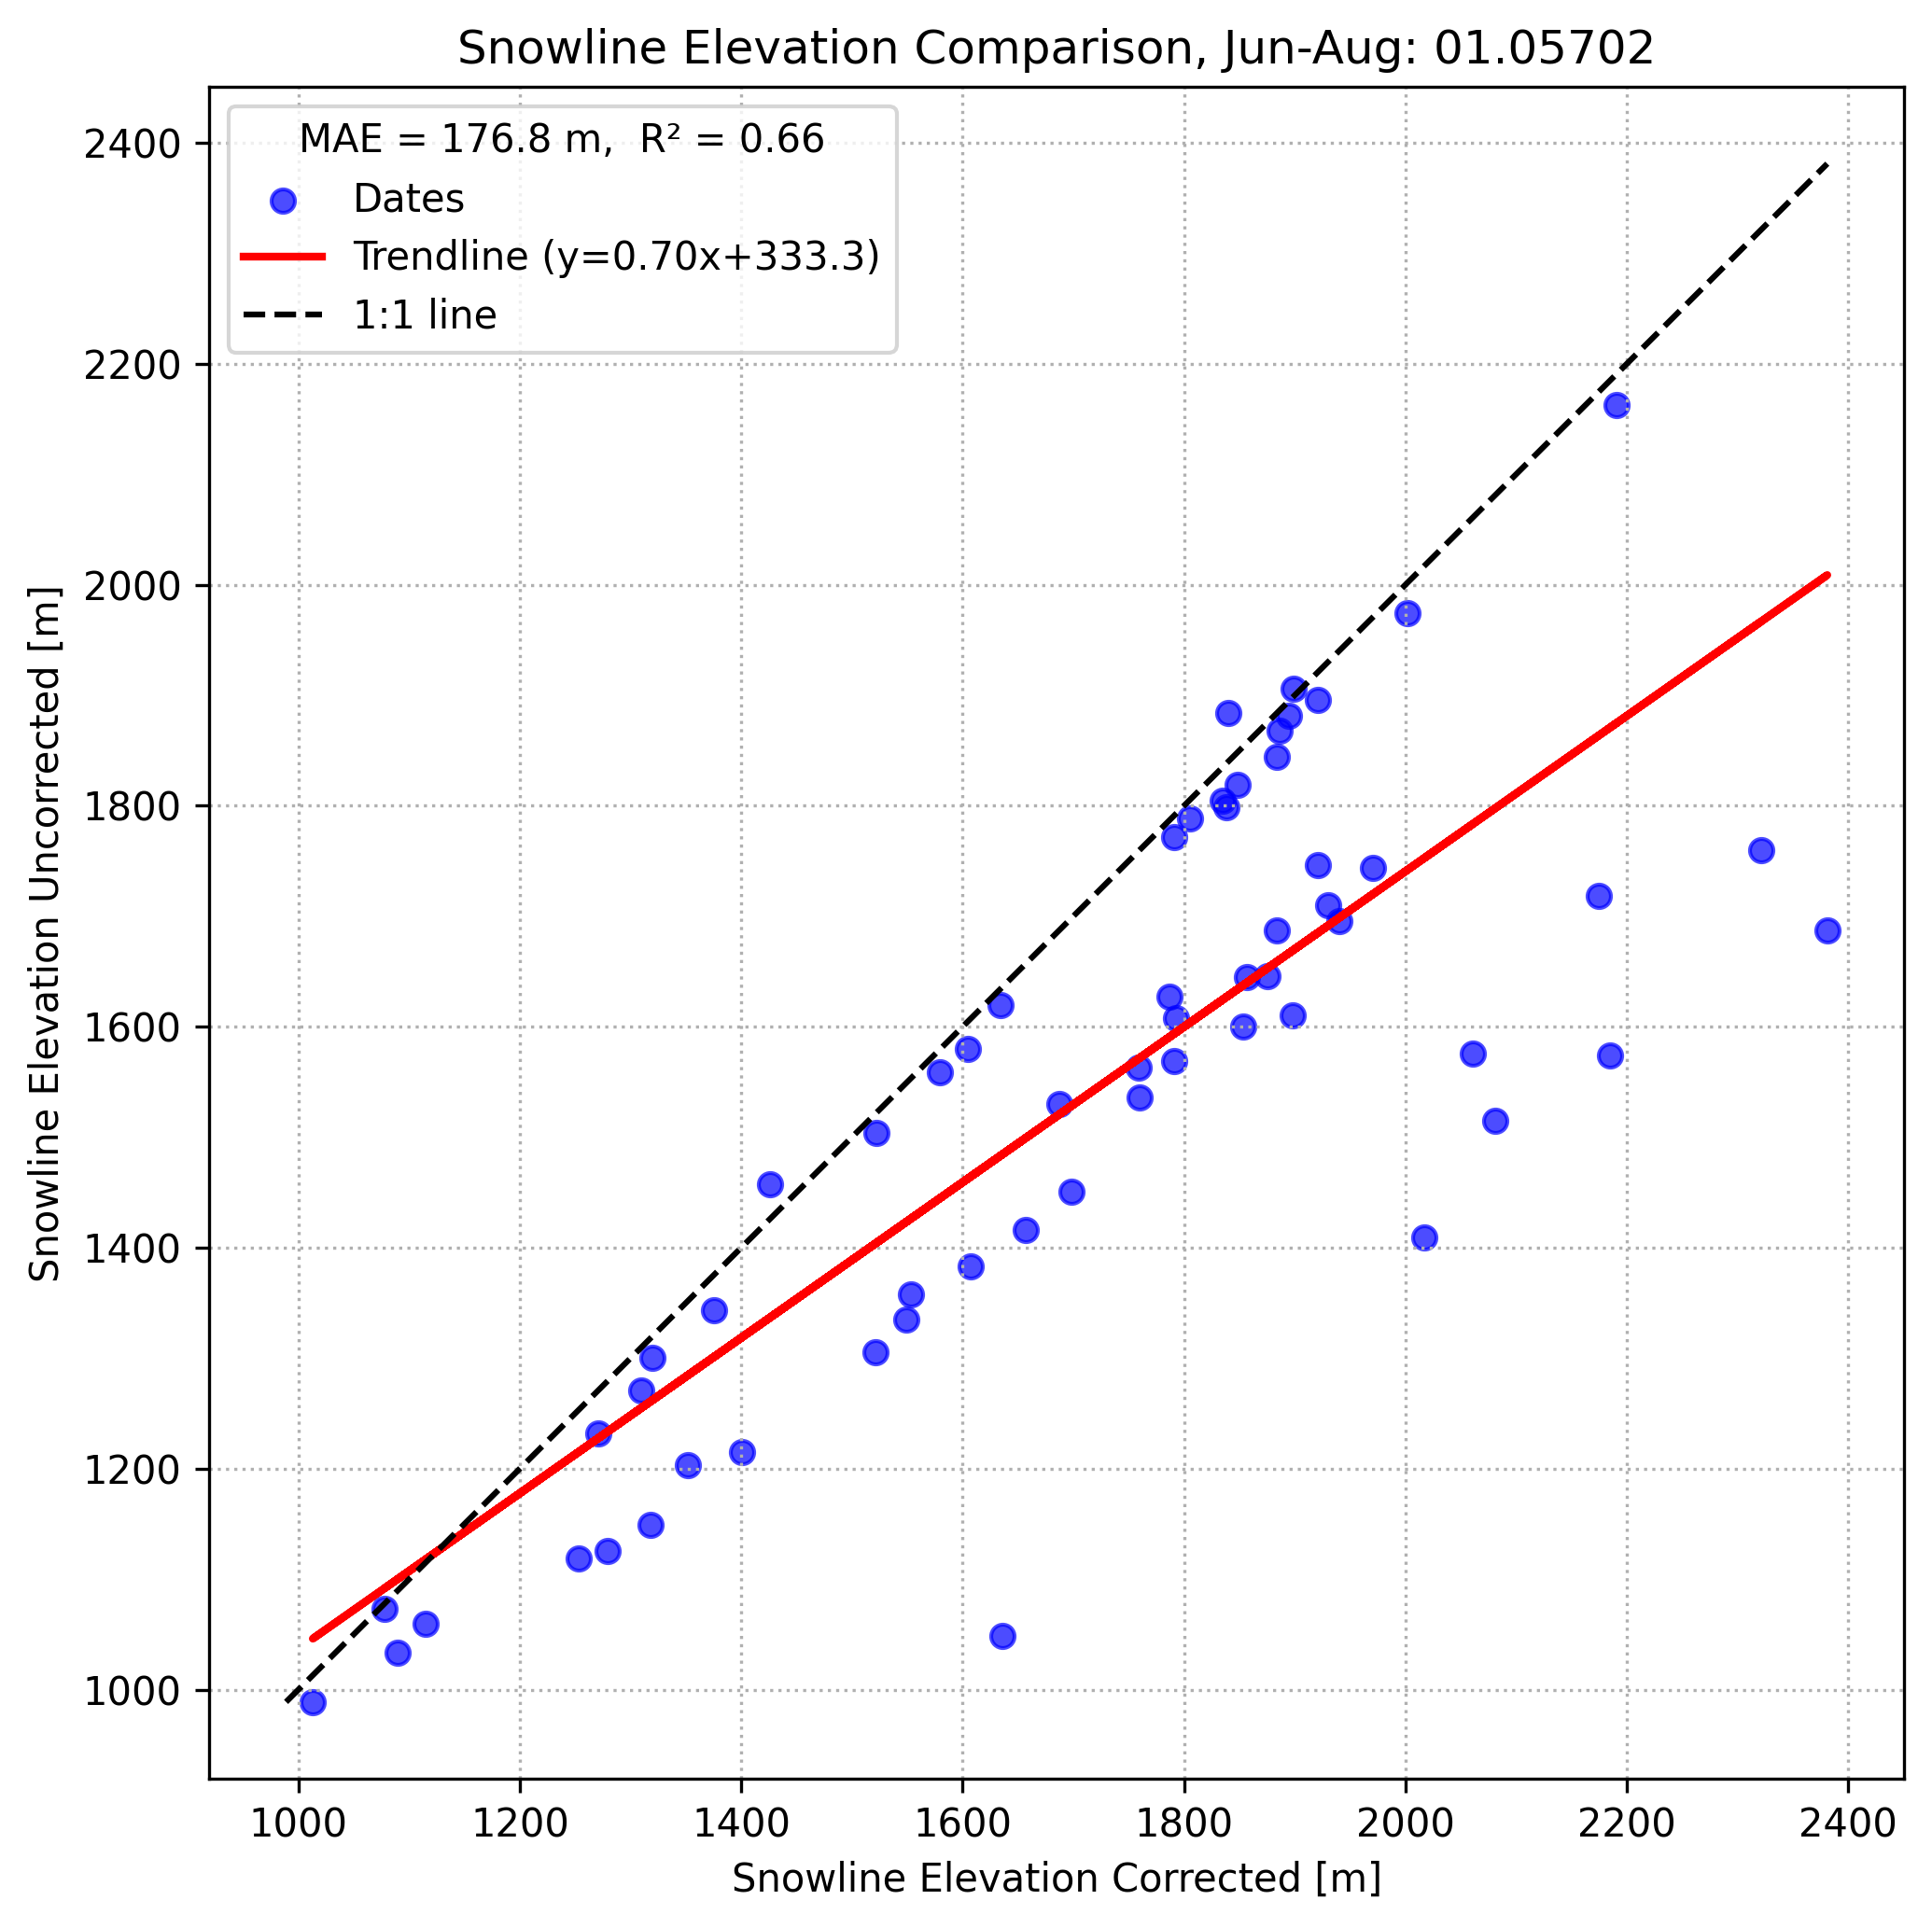 Snowline Elevation Comparison, Jun-Aug: 01.05702
MAE = 176.8 m,  R² = 0.66
Dates
Trendline (y=0.70x+333.3)
1:1 line
Snowline Elevation Uncorrected [m]
2400
2200
2000
1800
1600
1400
1200
1000
1000 1200 1400 1600 1800 2000 2200 2400
Snowline Elevation Corrected [m]